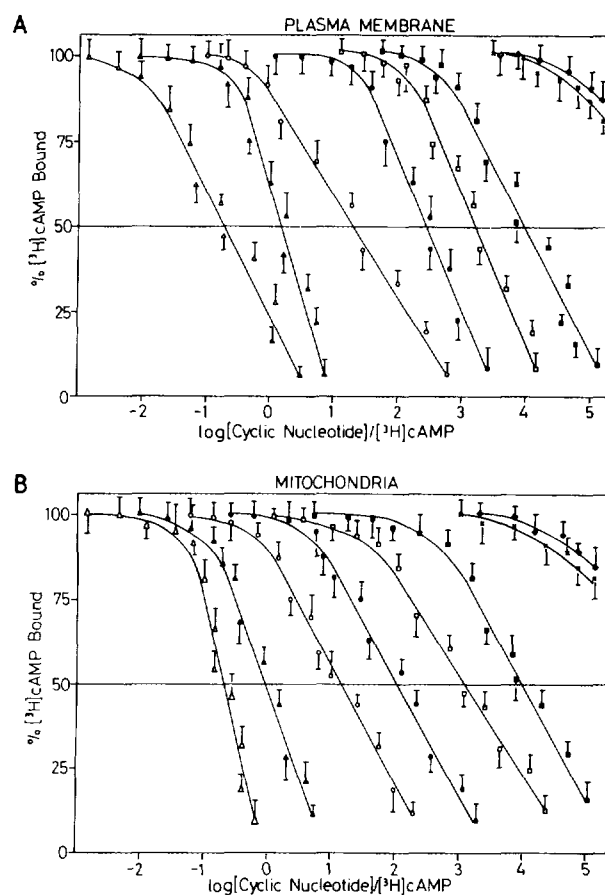 A
PLASMA MEMBRANE
% [³H]cAMP Bound
100
75
50
25
0
-2 -1 0 1 2 3 4 5
log[Cyclic Nucleotide]/[³H]cAMP
B
MITOCHONDRIA
% [³H]cAMP Bound
100
75
50
25
0
-2 -1 0 1 2 3 4 5
log[Cyclic Nucleotide]/[³H]cAMP